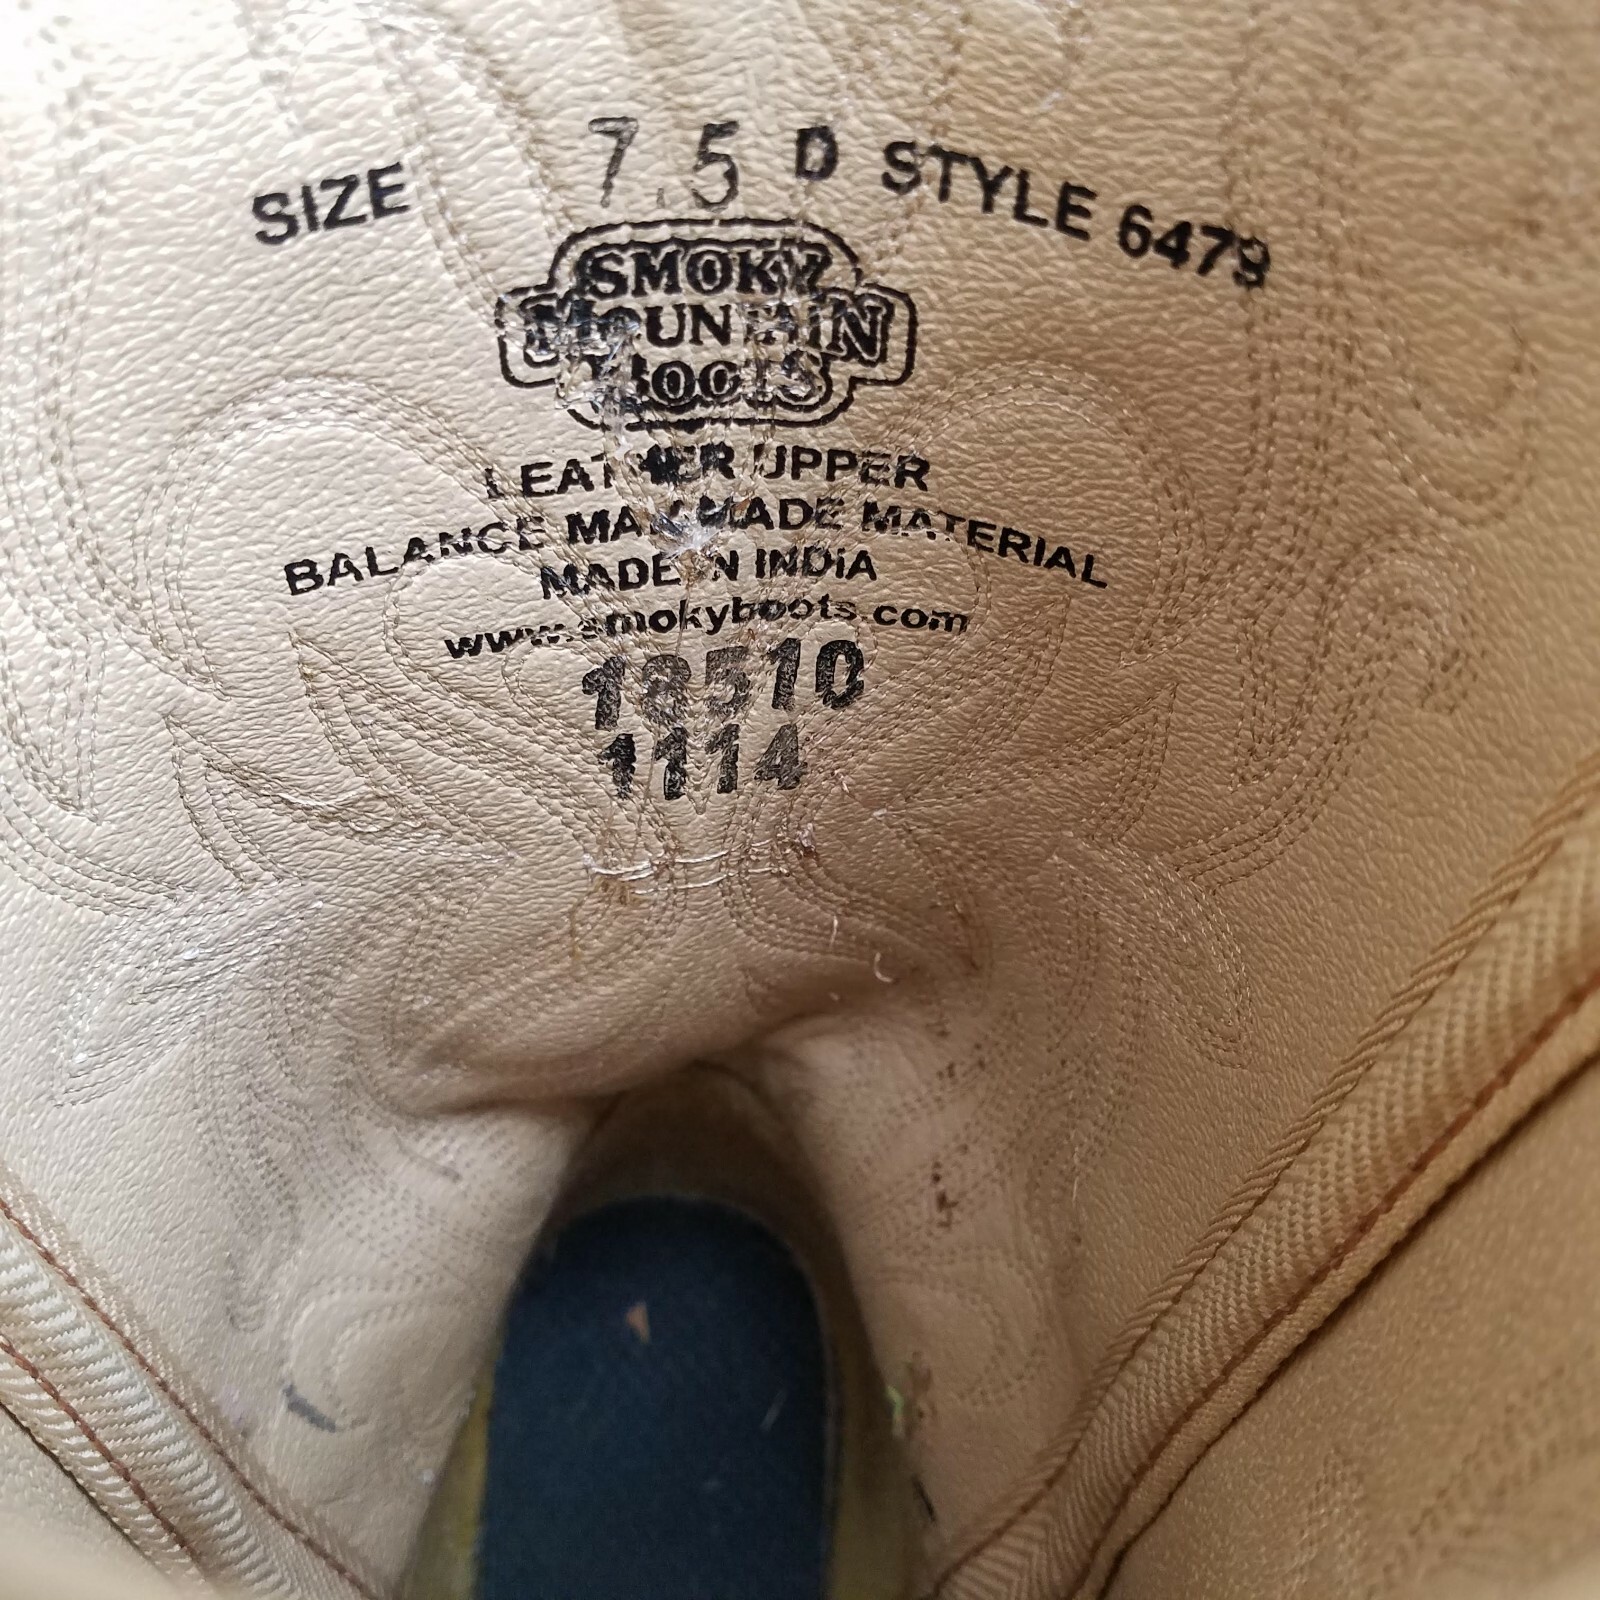 SIZE 7.5 D STYLE 6479
SMOKY
MOUNTAIN
BOOTS
LEATHER UPPER
BALANCE MAN MADE MATERIAL
MADE IN INDIA
www.smokyboots.com
18510
1114